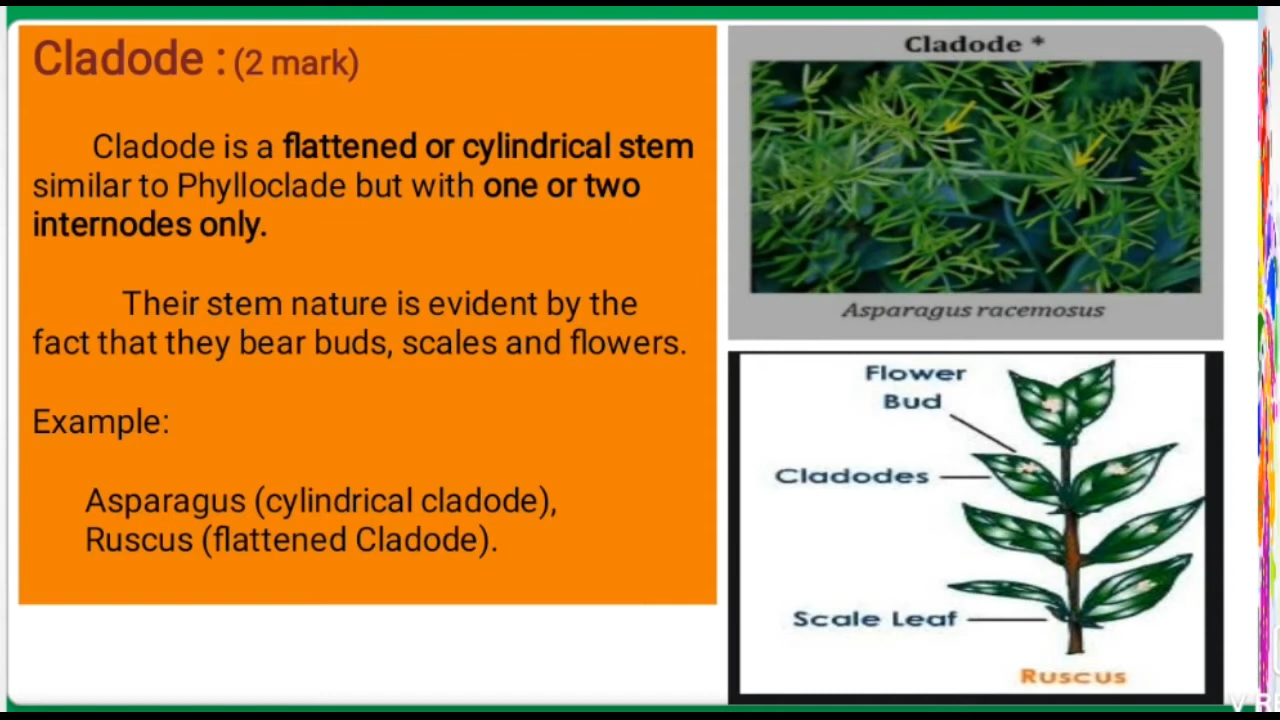 Cladode : (2 mark)
Cladode is a flattened or cylindrical stem
similar to Phylloclade but with one or two
internodes only.
Their stem nature is evident by the
fact that they bear buds, scales and flowers.
Example:
Asparagus (cylindrical cladode),
Ruscus (flattened Cladode).
Cladode *
Asparagus racemosus
Flower
Bud
Cladodes
Scale Leaf
Ruscus